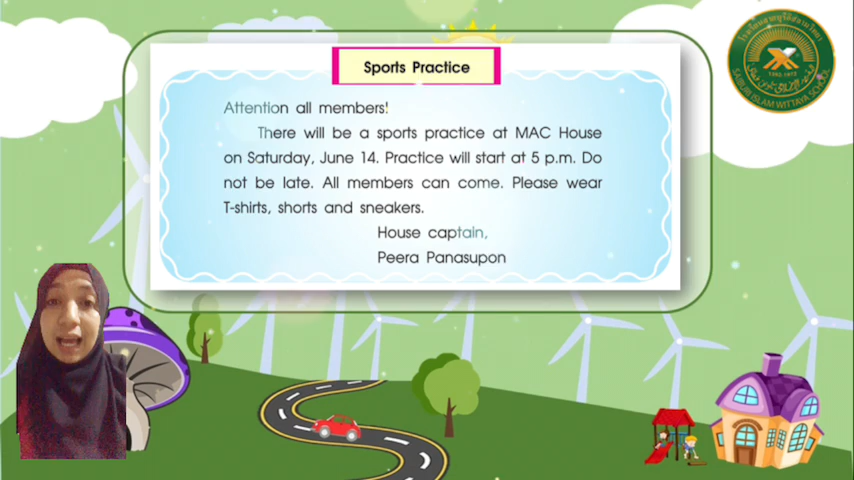 Sports Practice
Attention all members!
There will be a sports practice at MAC House
on Saturday, June 14. Practice will start at 5 p.m. Do
not be late. All members can come. Please wear
T-shirts, shorts and sneakers.
House captain,
Peera Panasupon